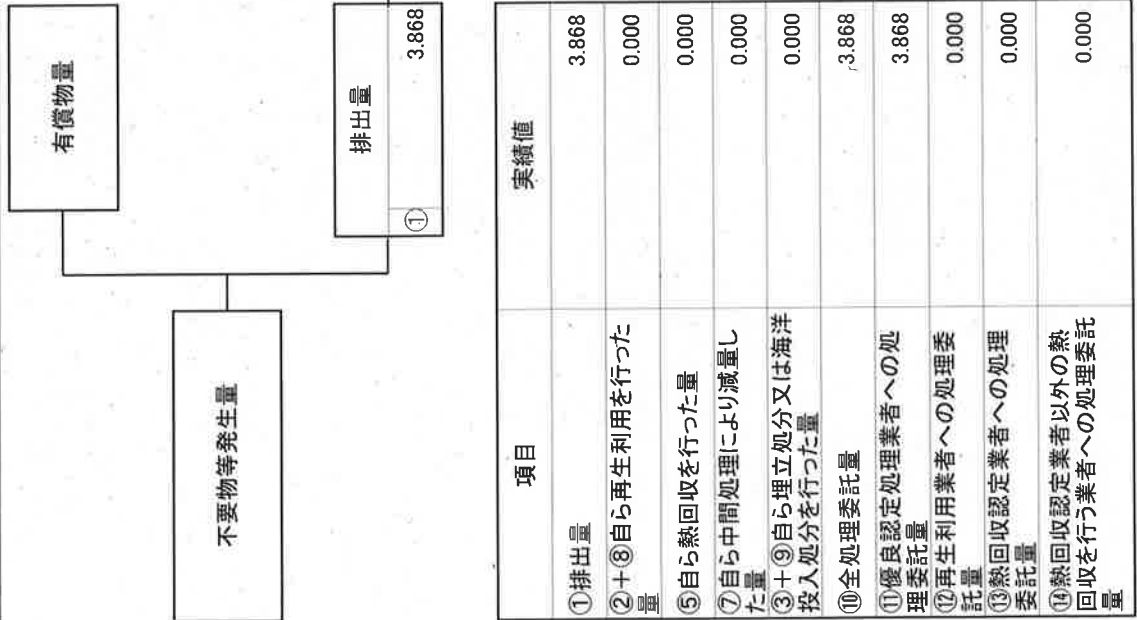 有償物量
不要物等発生量
排出量
① 3.868
項目 実績値
①排出量 3.868
②+⑧自ら再生利用を行った
量 0.000
⑤自ら熱回収を行った量 0.000
⑦自ら中間処理により減量し
た量 0.000
③+⑨自ら埋立処分又は海洋
投入処分を行った量 0.000
⑩全処理委託量 3.868
⑪優良認定処理業者への処
理委託量 3.868
⑫再生利用業者への処理委
託量 0.000
⑬熱回収認定業者への処理
委託量 0.000
⑭熱回収認定業者以外の熱
回収を行う業者への処理委託
量 0.000